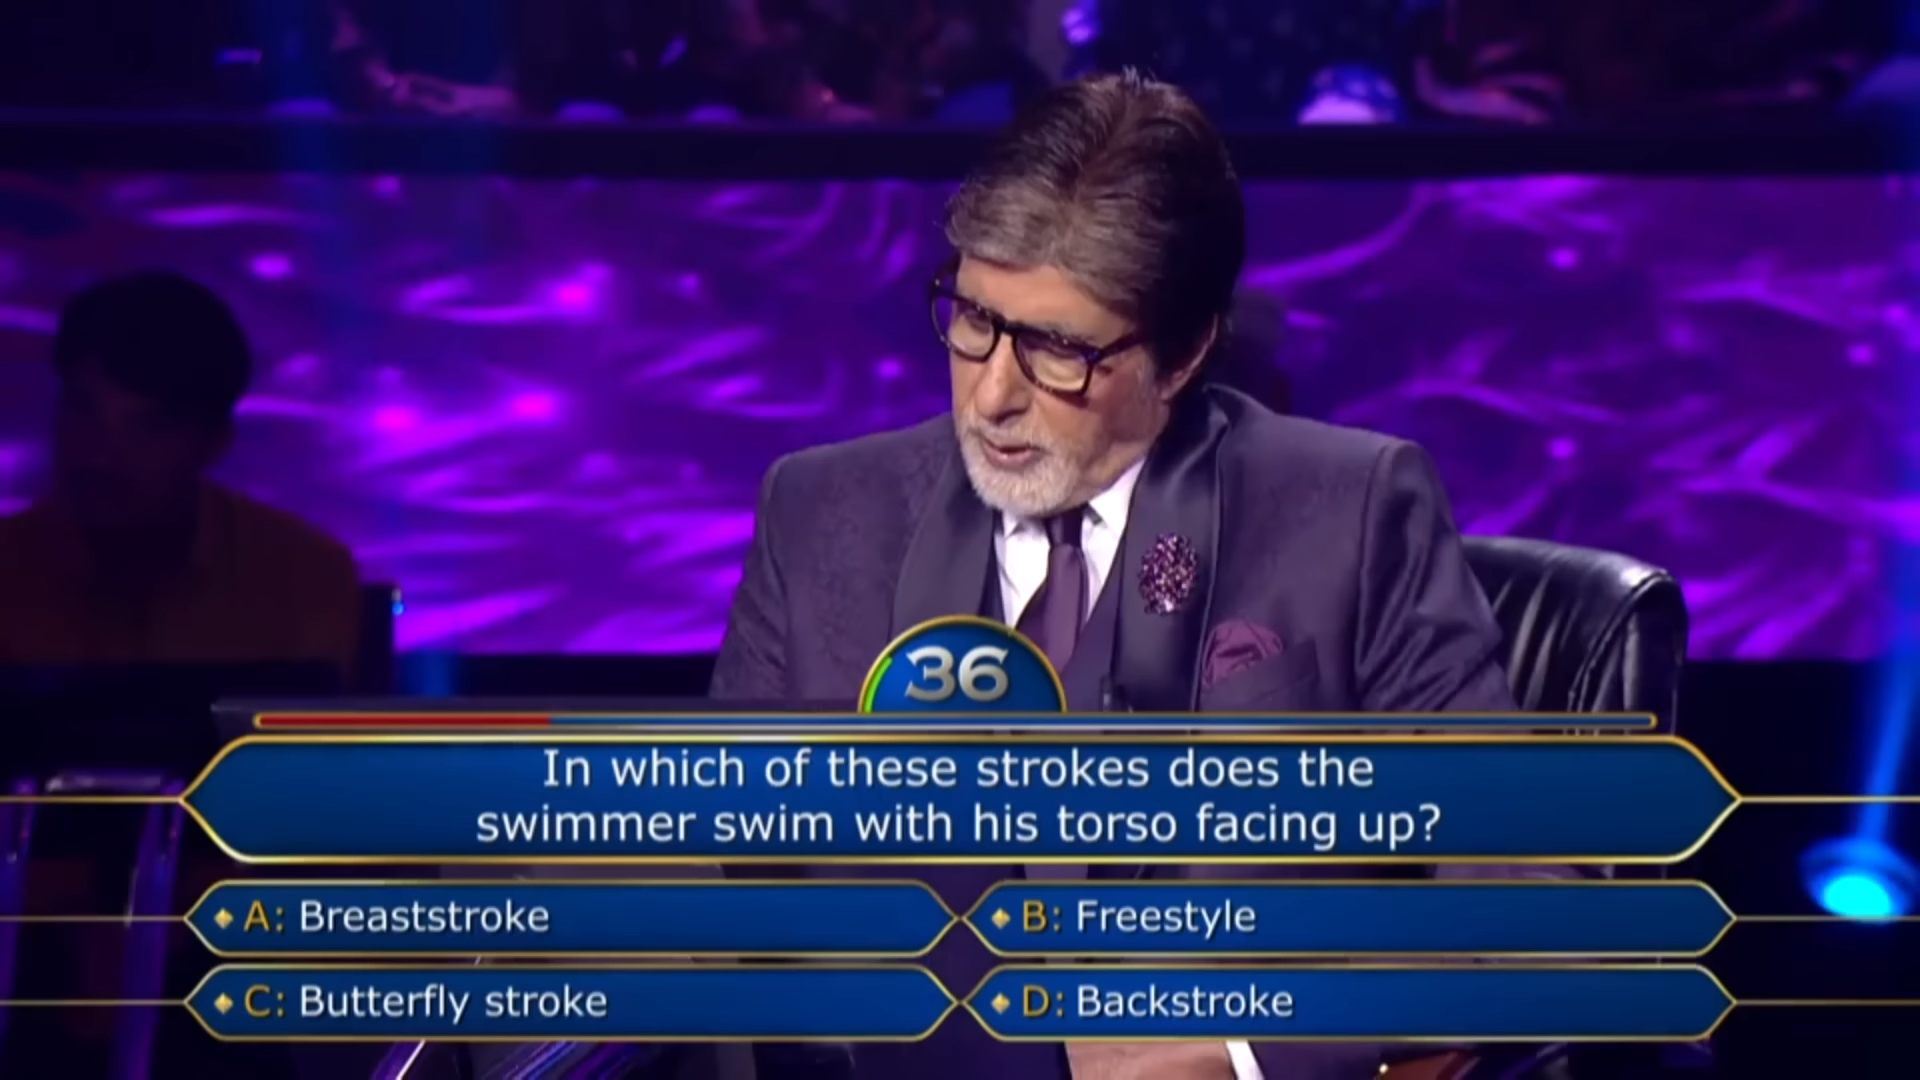 36
In which of these strokes does the
swimmer swim with his torso facing up?
A: Breaststroke
B: Freestyle
C: Butterfly stroke
D: Backstroke